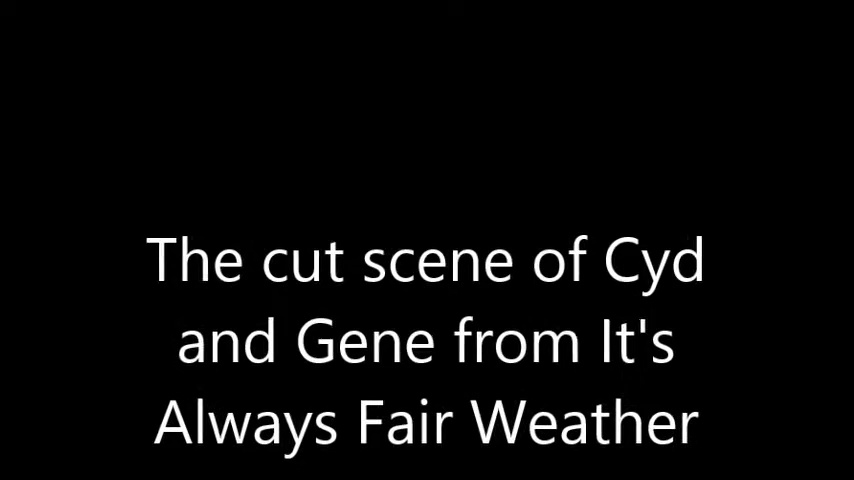 The cut scene of Cyd
and Gene from It's
Always Fair Weather